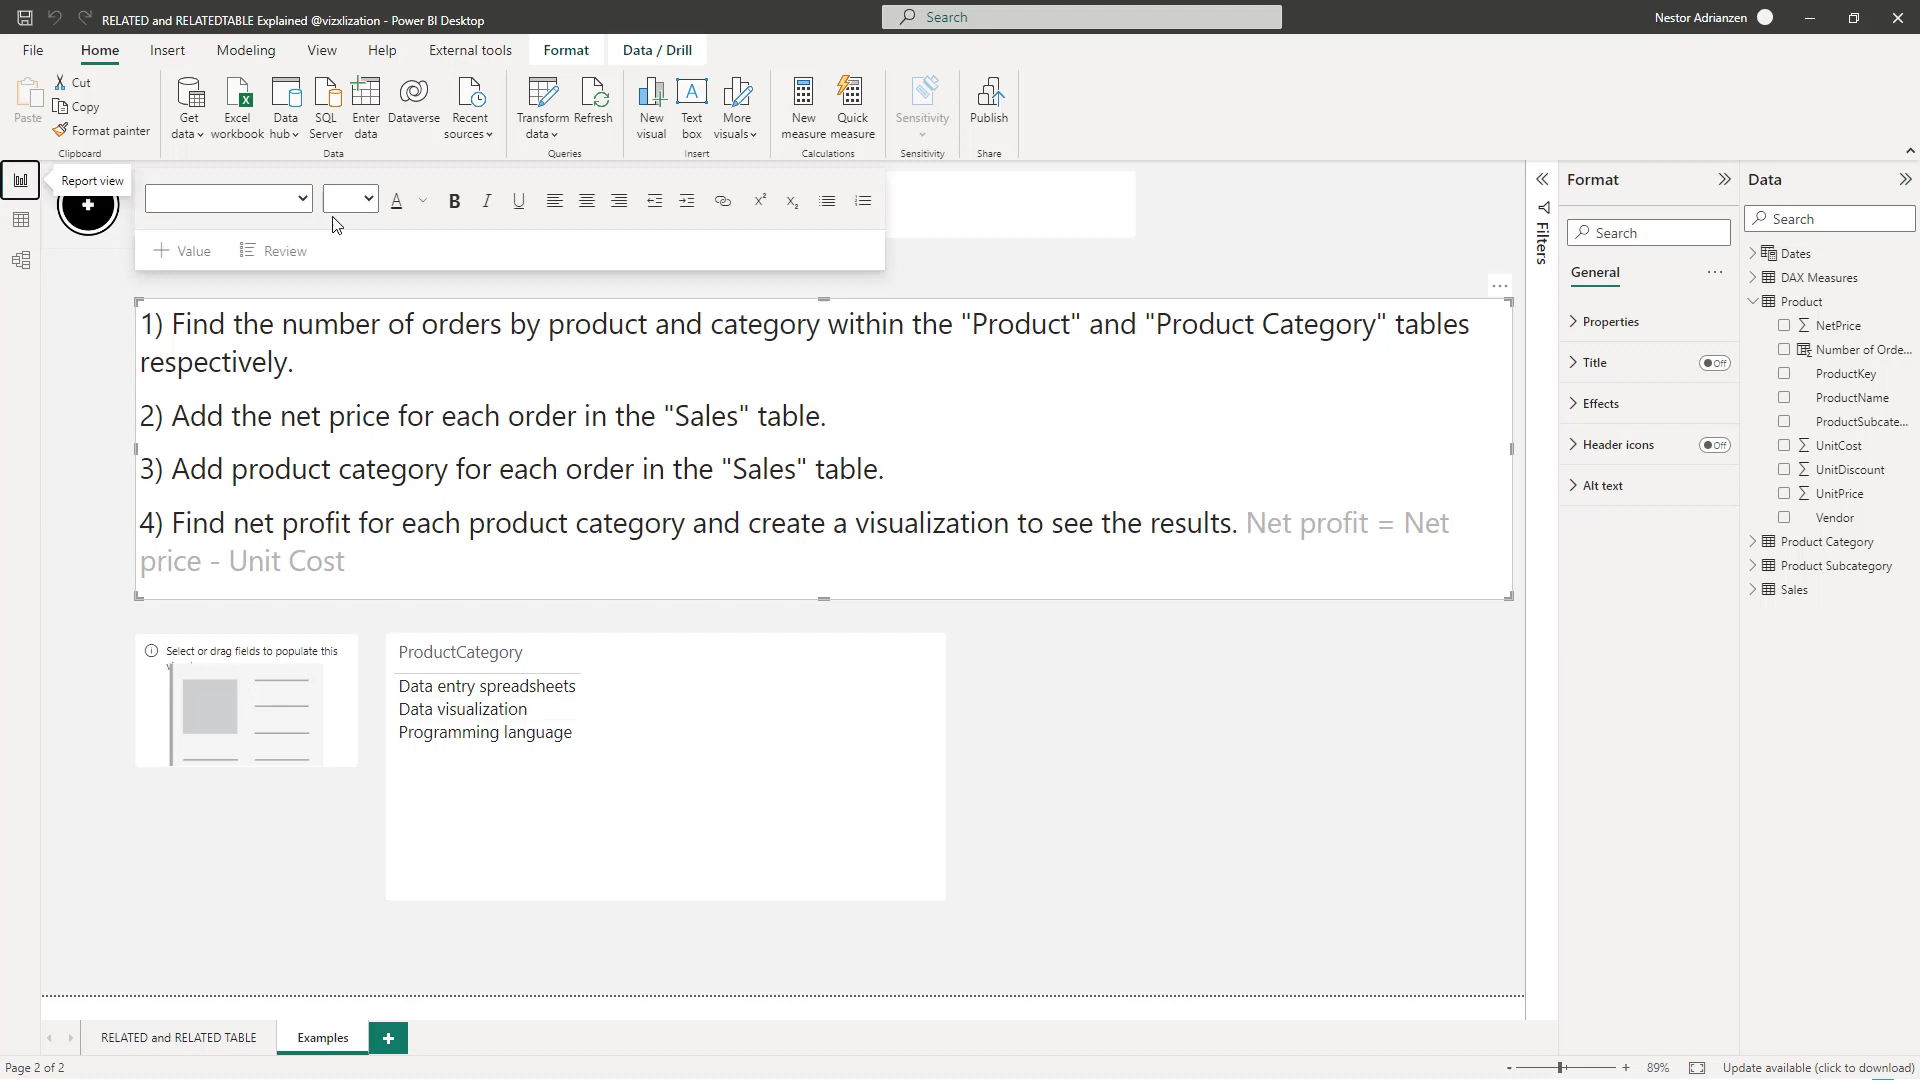 RELATED and RELATEDTABLE Explained @vizxlization - Power BI Desktop
Search
Nestor Adrianzen
File
Home
Insert
Modeling
View
Help
External tools
Format
Data / Drill
Paste
Cut
Copy
Format painter
Get data
Excel workbook
Data hub
SQL Server
Enter data
Dataverse
Recent sources
Transform data
Refresh
New visual
Text box
More visuals
New measure
Quick measure
Sensitivity
Publish
Clipboard
Data
Queries
Insert
Calculations
Sensitivity
Share
Report view
Value
Review
1) Find the number of orders by product and category within the "Product" and "Product Category" tables
respectively.
2) Add the net price for each order in the "Sales" table.
3) Add product category for each order in the "Sales" table.
4) Find net profit for each product category and create a visualization to see the results. Net profit = Net
price - Unit Cost
Select or drag fields to populate this
ProductCategory
Data entry spreadsheets
Data visualization
Programming language
Filters
Format
Search
General
Properties
Title
Off
Effects
Header icons
Off
Alt text
Data
Search
Dates
DAX Measures
Product
NetPrice
Number of Orde...
ProductKey
ProductName
ProductSubcate...
UnitCost
UnitDiscount
UnitPrice
Vendor
Product Category
Product Subcategory
Sales
RELATED and RELATED TABLE
Examples
Page 2 of 2
89%
Update available (click to download)